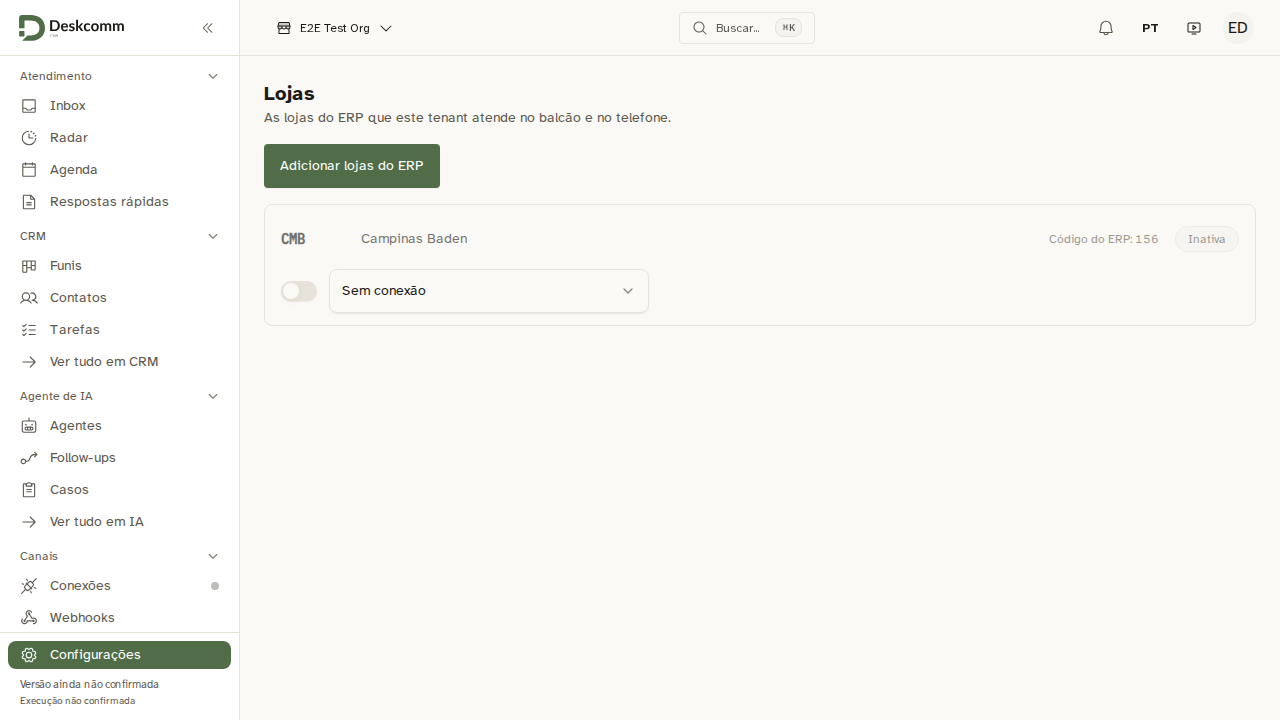 Deskcomm
E2E Test Org
Buscar...
⌘K
PT
ED
Atendimento
Inbox
Radar
Agenda
Respostas rápidas
CRM
Funis
Contatos
Tarefas
Ver tudo em CRM
Agente de IA
Agentes
Follow-ups
Casos
Ver tudo em IA
Canais
Conexões
Webhooks
Configurações
Versão ainda não confirmada
Execução não confirmada
Lojas
As lojas do ERP que este tenant atende no balcão e no telefone.
Adicionar lojas do ERP
CMB
Campinas Baden
Código do ERP: 156
Inativa
Sem conexão